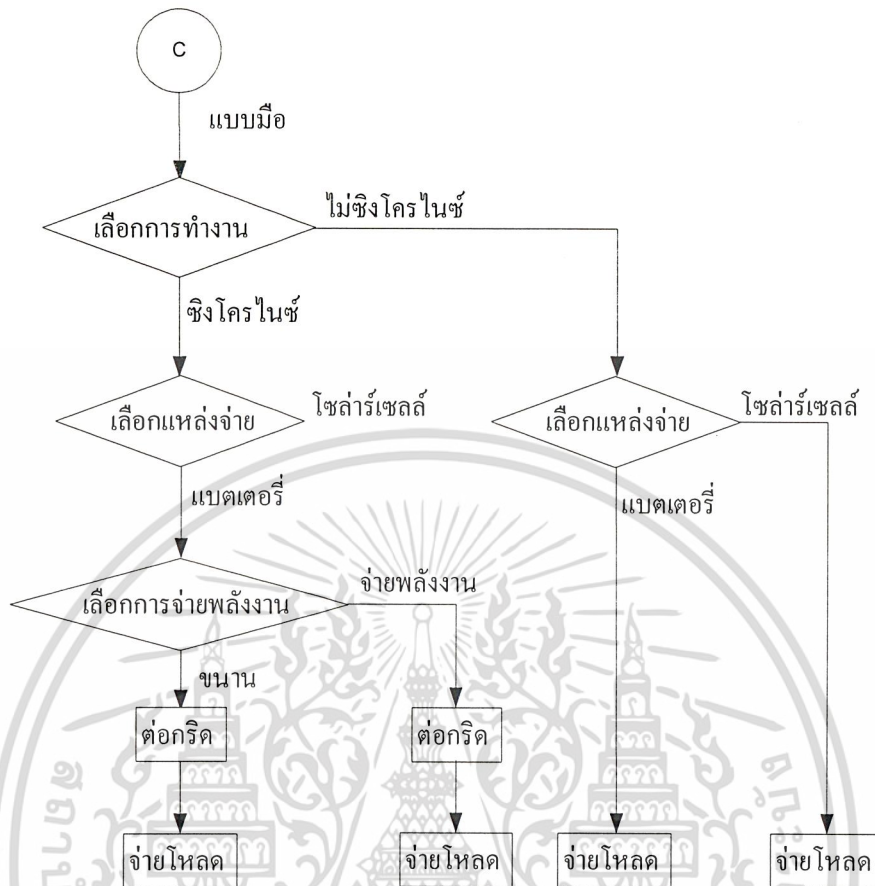 C
แบบมือ
เลือกการทำงาน
ไม่ซิงโครไนซ์
ซิงโครไนซ์
เลือกแหล่งจ่าย
โซล่าร์เซลล์
เลือกแหล่งจ่าย
โซล่าร์เซลล์
แบตเตอรี่
แบตเตอรี่
เลือกการจ่ายพลังงาน
จ่ายพลังงาน
ขนาน
ต่อกริด
ต่อกริด
จ่ายโหลด
จ่ายโหลด
จ่ายโหลด
จ่ายโหลด